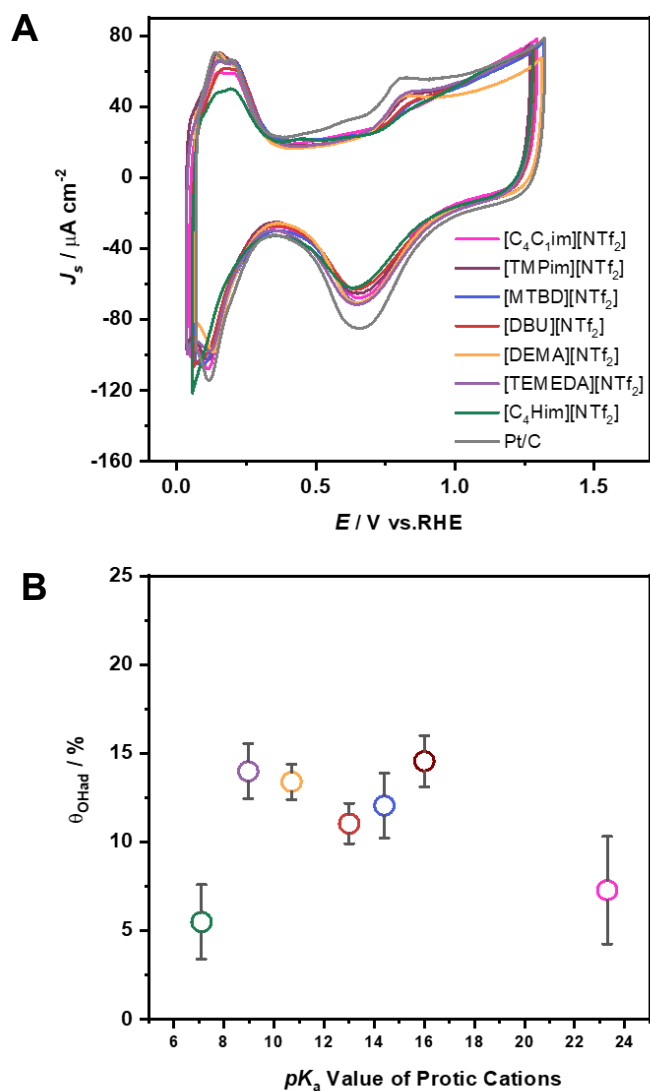 A
80
40
0
-40
-80
-120
-160
J_s / μA cm⁻²
[C₄C₁im][NTf₂]
[TMPim][NTf₂]
[MTBD][NTf₂]
[DBU][NTf₂]
[DEMA][NTf₂]
[TEMEDA][NTf₂]
[C₄Him][NTf₂]
Pt/C
0.0 0.5 1.0 1.5
E / V vs.RHE
B
25
20
15
10
5
0
θ_OHad / %
6 8 10 12 14 16 18 20 22 24
pKₐ Value of Protic Cations